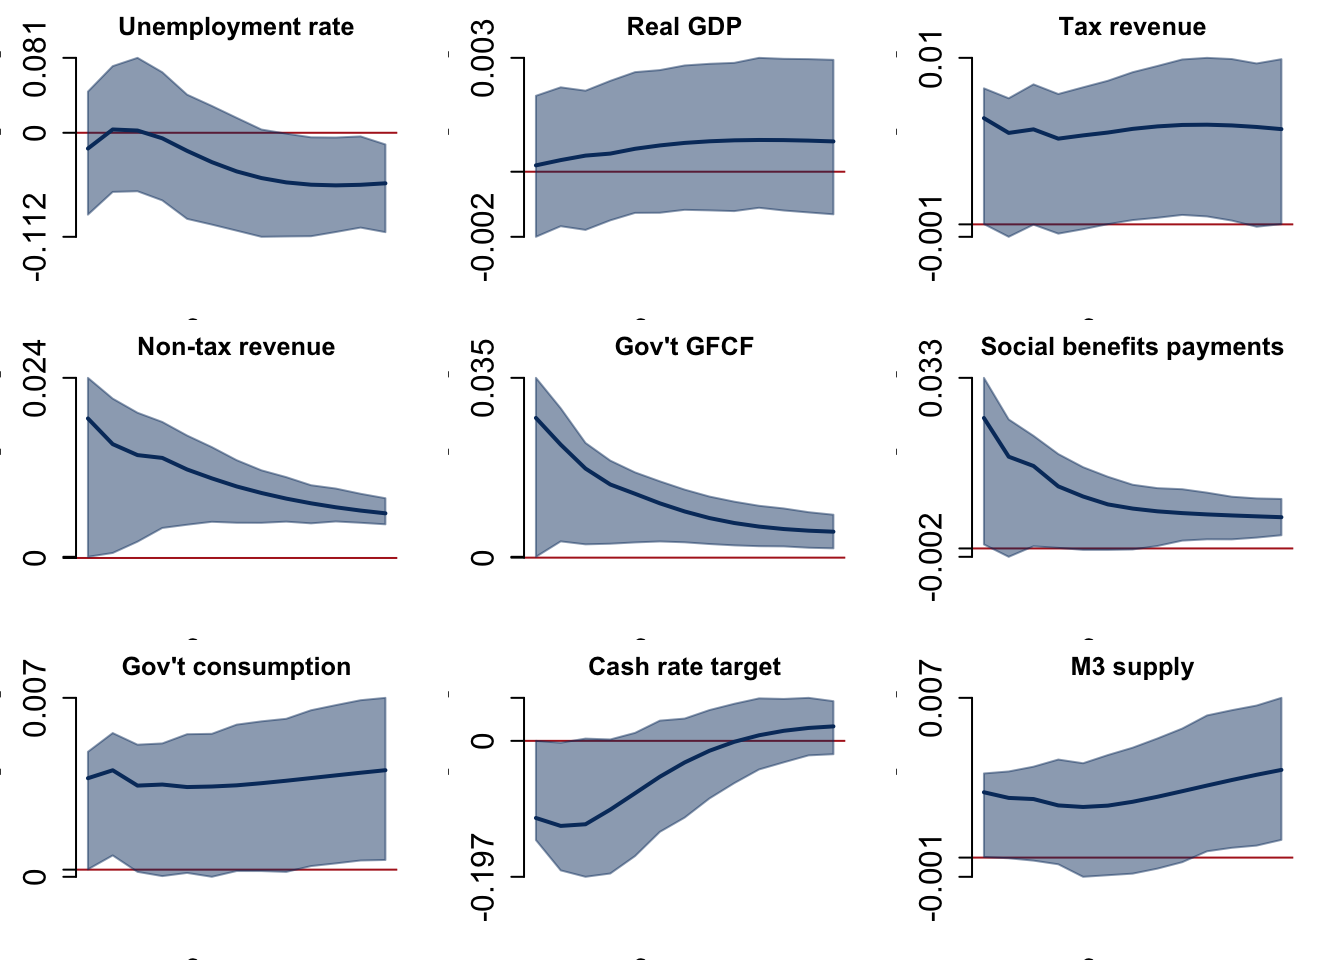 Unemployment rate
0.081
0
-0.112
Real GDP
0.003
-0.002
Tax revenue
0.01
-0.001
Non-tax revenue
0.024
0
Gov't GFCF
0.035
0
Social benefits payments
0.033
-0.002
Gov't consumption
0.007
0
Cash rate target
0
-0.197
M3 supply
0.007
-0.001